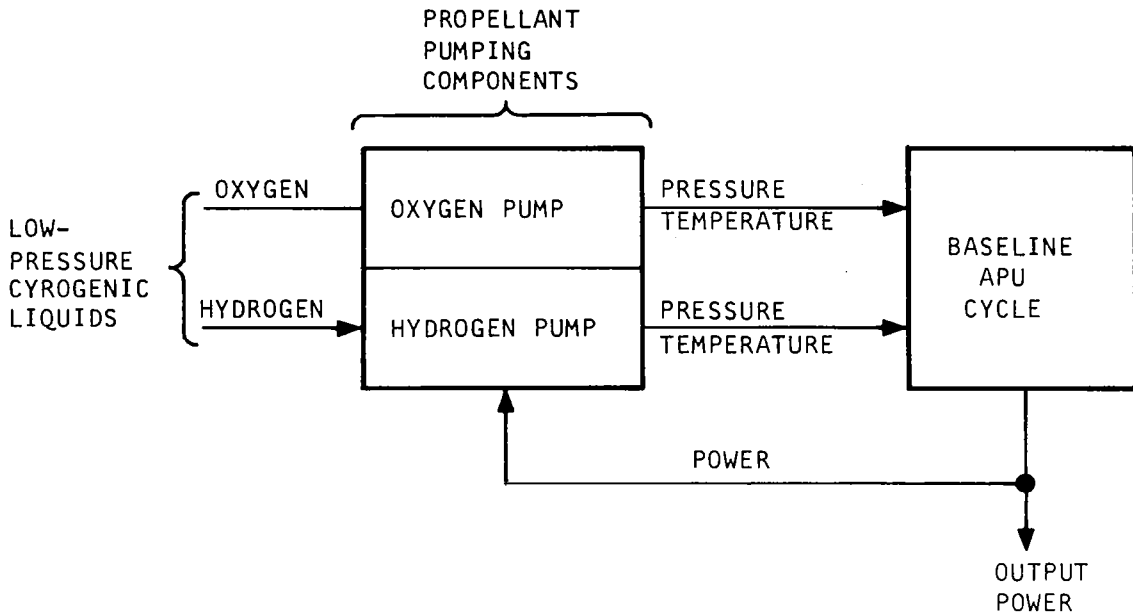 PROPELLANT
PUMPING
COMPONENTS
OXYGEN
OXYGEN PUMP
PRESSURE
TEMPERATURE
LOW-
PRESSURE
CYROGENIC
LIQUIDS
HYDROGEN
HYDROGEN PUMP
PRESSURE
TEMPERATURE
BASELINE
APU
CYCLE
POWER
OUTPUT
POWER